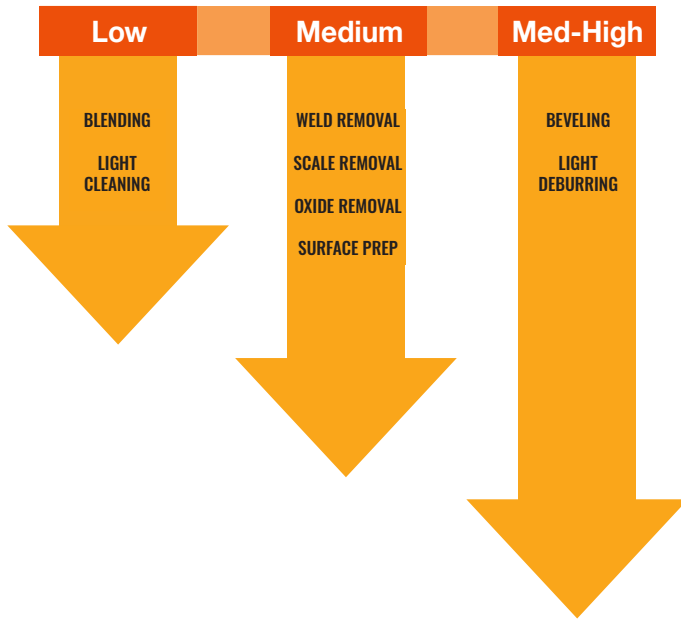 Low
Medium
Med-High
BLENDING
LIGHT
CLEANING
WELD REMOVAL
SCALE REMOVAL
OXIDE REMOVAL
SURFACE PREP
BEVELING
LIGHT
DEBURRING